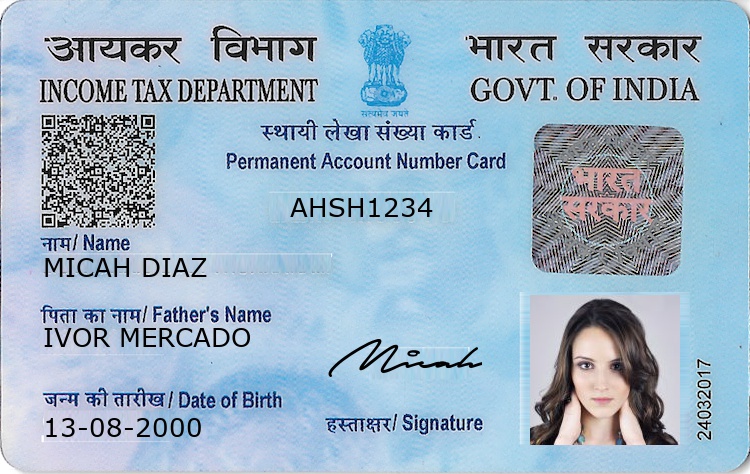 आयकर विभाग
INCOME TAX DEPARTMENT
सत्यमेव जयते
भारत सरकार
GOVT. OF INDIA
स्थायी लेखा संख्या कार्ड
Permanent Account Number Card
AHSH1234
भारत
सरकार
नाम/ Name
MICAH DIAZ
पिता का नाम/ Father's Name
IVOR MERCADO
जन्म की तारीख/ Date of Birth
13-08-2000
Micah
हस्ताक्षर/ Signature
24032017